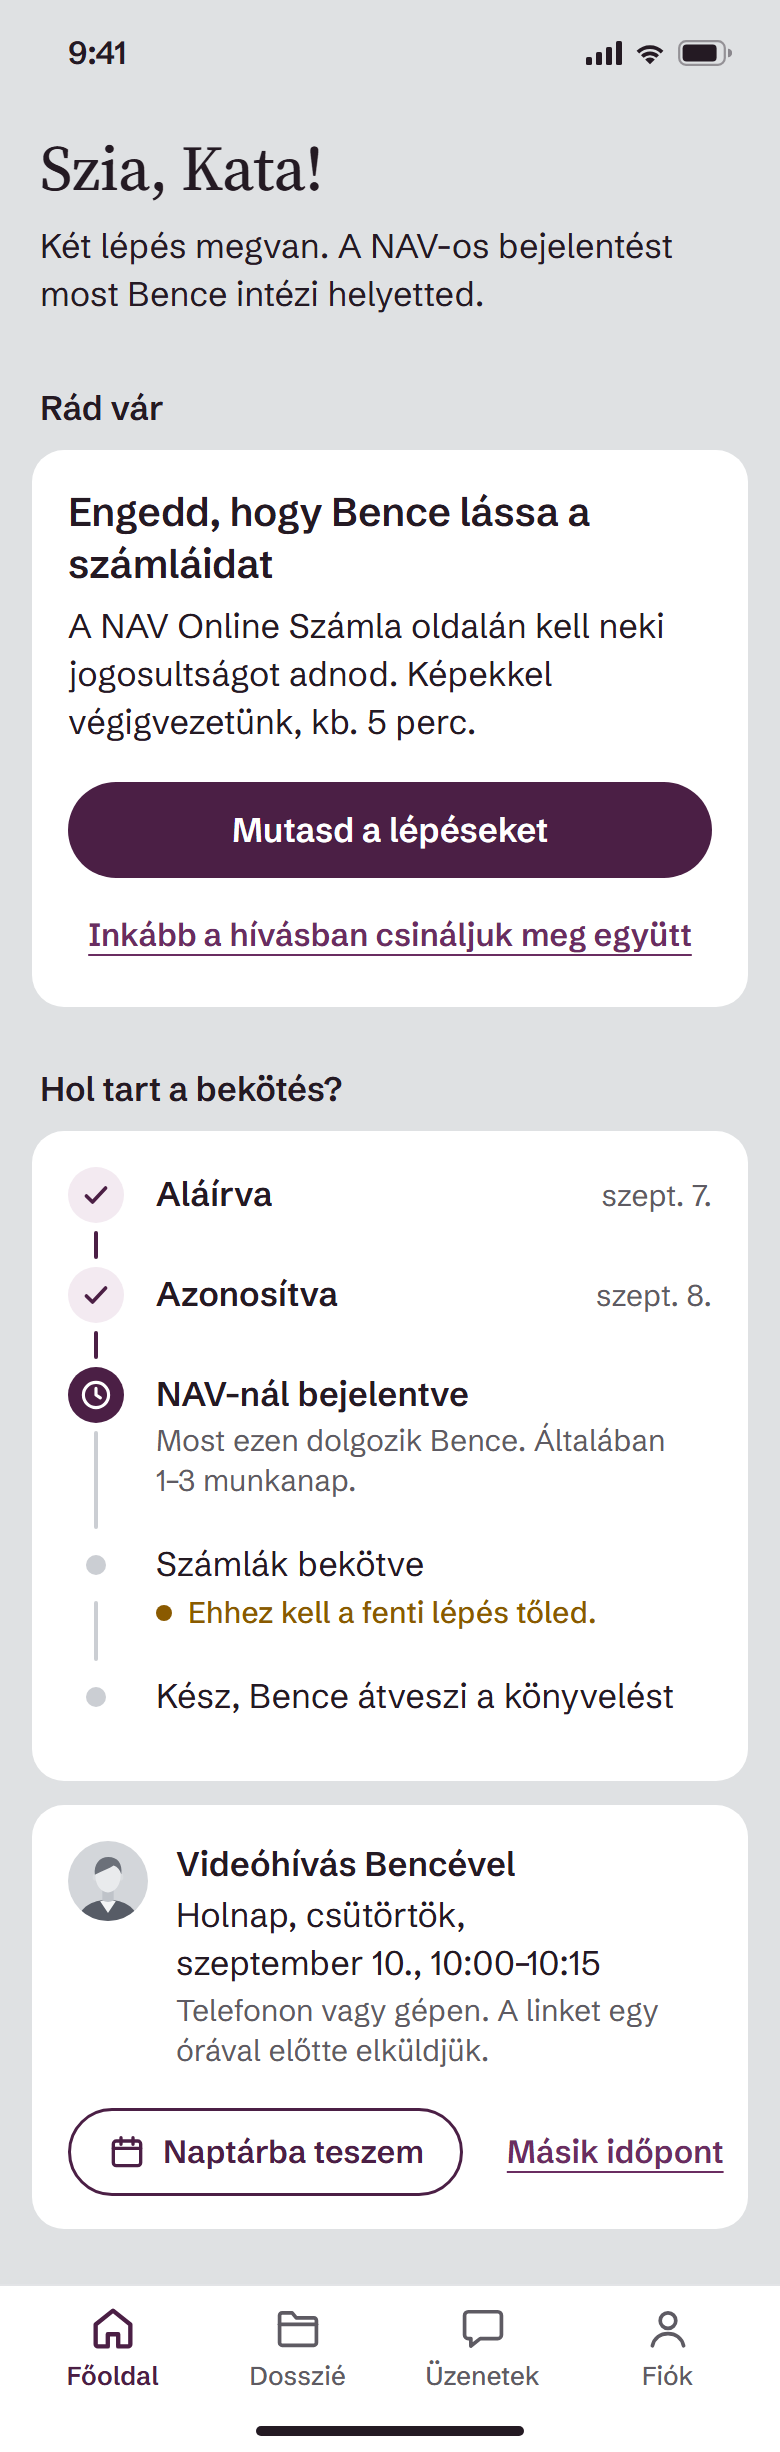 9:41
Szia, Kata!
Két lépés megvan. A NAV-os bejelentést
most Bence intézi helyetted.
Rád vár
Engedd, hogy Bence lássa a
számláidat
A NAV Online Számla oldalán kell neki
jogosultságot adnod. Képekkel
végigvezetünk, kb. 5 perc.
Mutasd a lépéseket
Inkább a hívásban csináljuk meg együtt
Hol tart a bekötés?
Aláírva szept. 7.
Azonosítva szept. 8.
NAV-nál bejelentve
Most ezen dolgozik Bence. Általában
1–3 munkanap.
Számlák bekötve
Ehhez kell a fenti lépés tőled.
Kész, Bence átveszi a könyvelést
Videóhívás Bencével
Holnap, csütörtök,
szeptember 10., 10:00–10:15
Telefonon vagy gépen. A linket egy
órával előtte elküldjük.
Naptárba teszem Másik időpont
Főoldal Dosszié Üzenetek Fiók